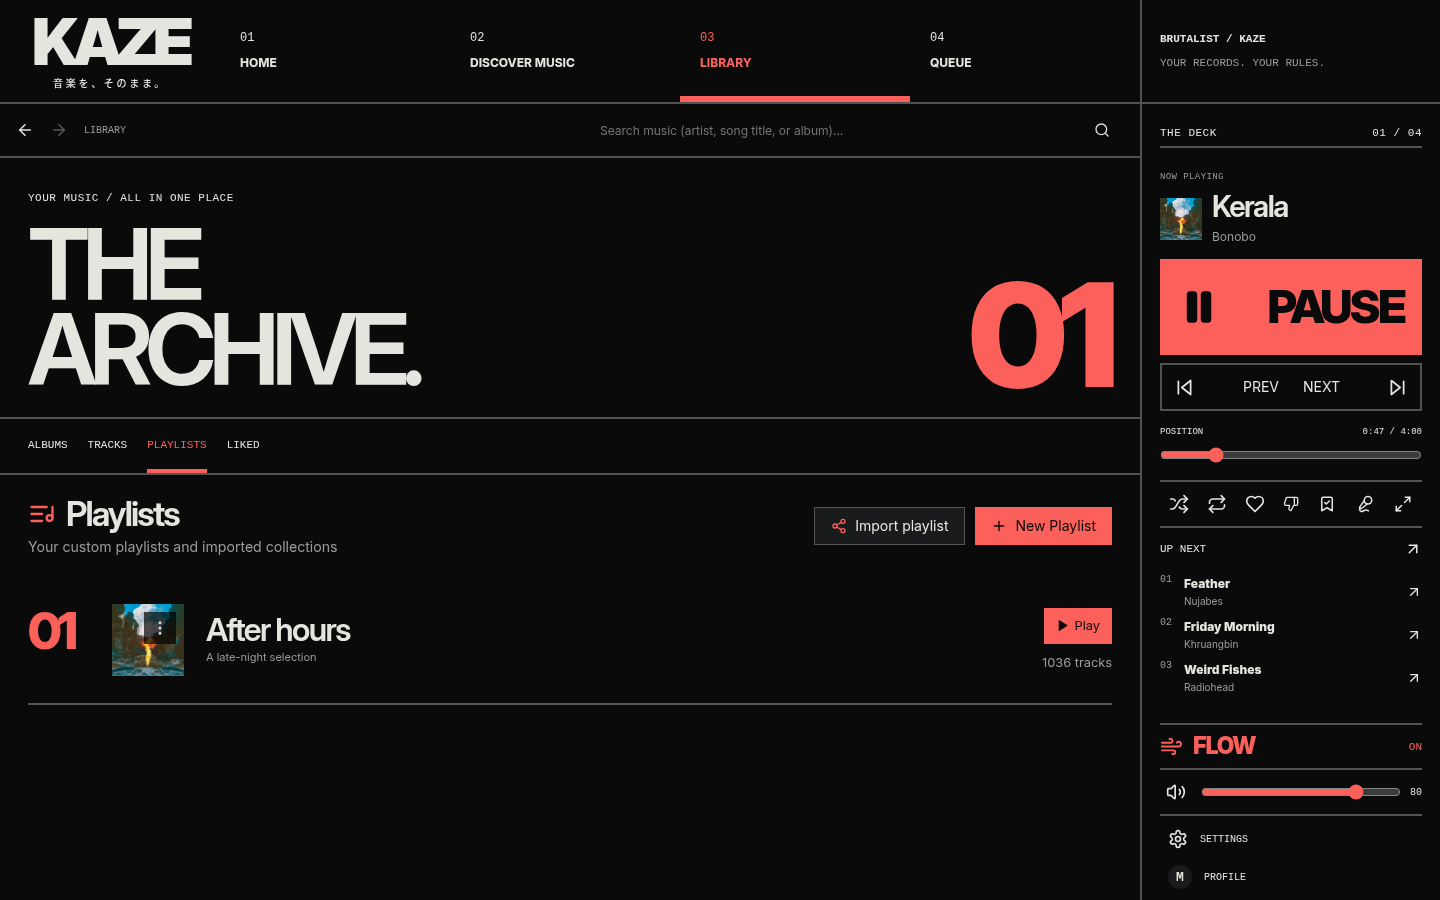 KAZE
音楽を、そのまま。
01
HOME
02
DISCOVER MUSIC
03
LIBRARY
04
QUEUE
BRUTALIST / KAZE
YOUR RECORDS. YOUR RULES.
LIBRARY
Search music (artist, song title, or album)...
YOUR MUSIC / ALL IN ONE PLACE
THE
ARCHIVE.
01
ALBUMS
TRACKS
PLAYLISTS
LIKED
Playlists
Your custom playlists and imported collections
Import playlist
New Playlist
01
After hours
A late-night selection
Play
1036 tracks
THE DECK
01 / 04
NOW PLAYING
Kerala
Bonobo
PAUSE
PREV
NEXT
POSITION
0:47 / 4:00
UP NEXT
01
Feather
Nujabes
02
Friday Morning
Khruangbin
03
Weird Fishes
Radiohead
FLOW
ON
80
SETTINGS
M
PROFILE